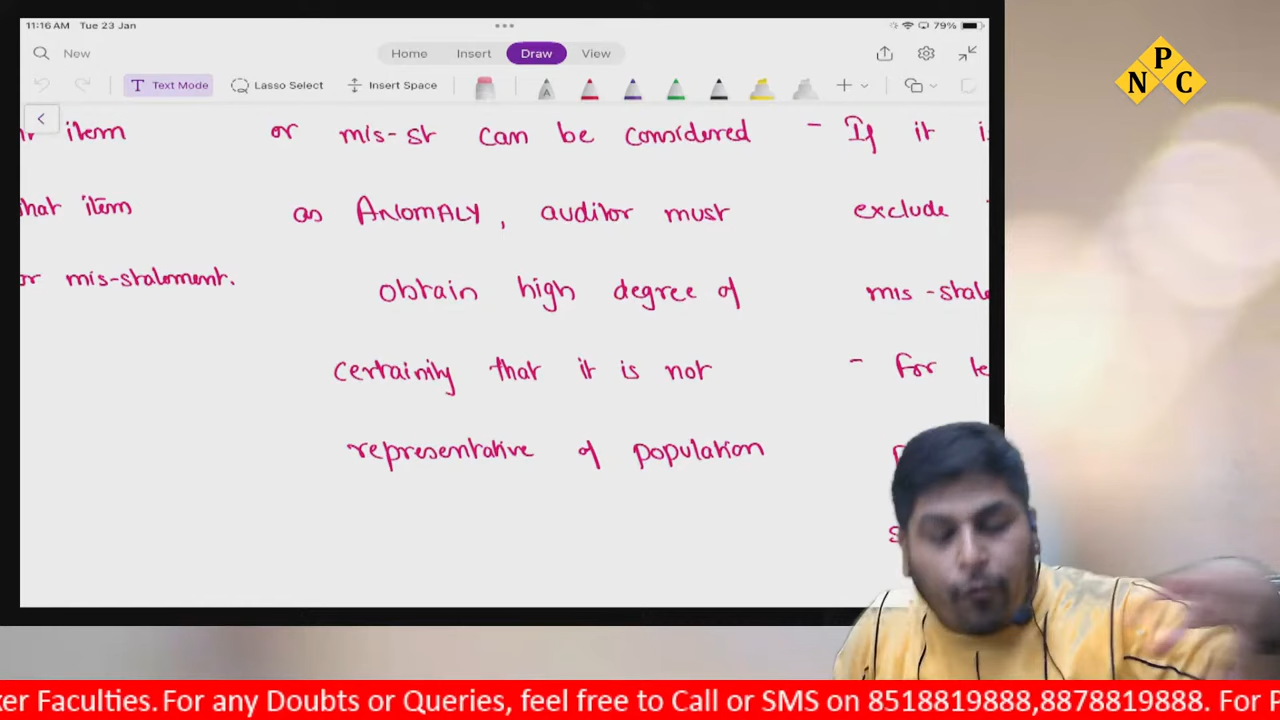 11:16 AM Tue 23 Jan
79%
New
Home Insert Draw View
Text Mode Lasso Select Insert Space
N P C
item or mis-st can be considered - If it
that item as ANOMALY, auditor must exclude
or mis-statement. obtain high degree of mis-state
certainity that it is not - for te
representative of population
ker Faculties. For any Doubts or Queries, feel free to Call or SMS on 8518819888,8878819888. For P